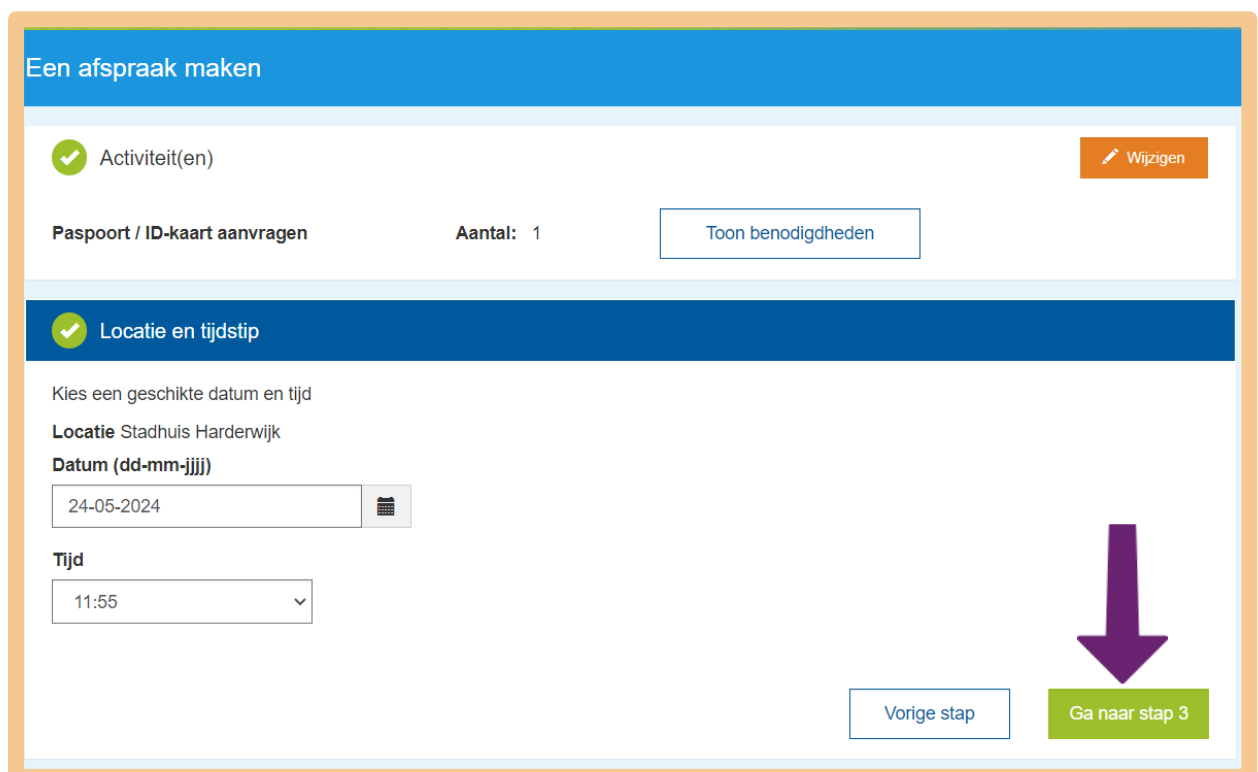 Een afspraak maken
Activiteit(en)
Wijzigen
Paspoort / ID-kaart aanvragen Aantal: 1 Toon benodigdheden
Locatie en tijdstip
Kies een geschikte datum en tijd
Locatie Stadhuis Harderwijk
Datum (dd-mm-jjjj)
24-05-2024
Tijd
11:55
Vorige stap Ga naar stap 3